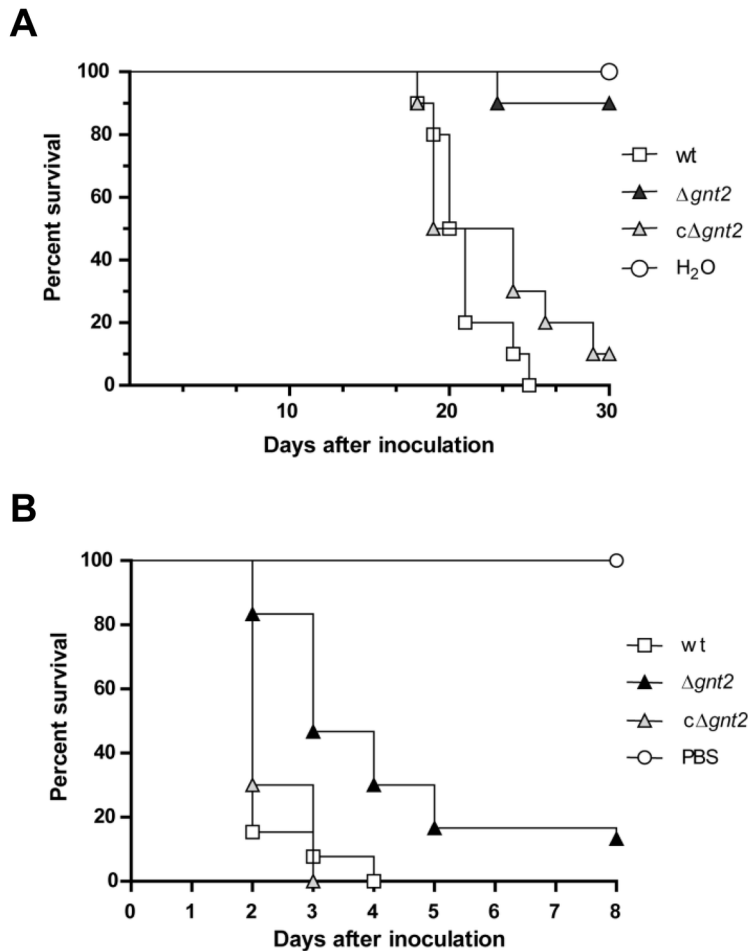 A
Percent survival
100
80
60
40
20
0
10
20
30
Days after inoculation
wt
Δgnt2
cΔgnt2
H₂O
B
Percent survival
100
80
60
40
20
0
0 1 2 3 4 5 6 7 8
Days after inoculation
wt
Δgnt2
cΔgnt2
PBS